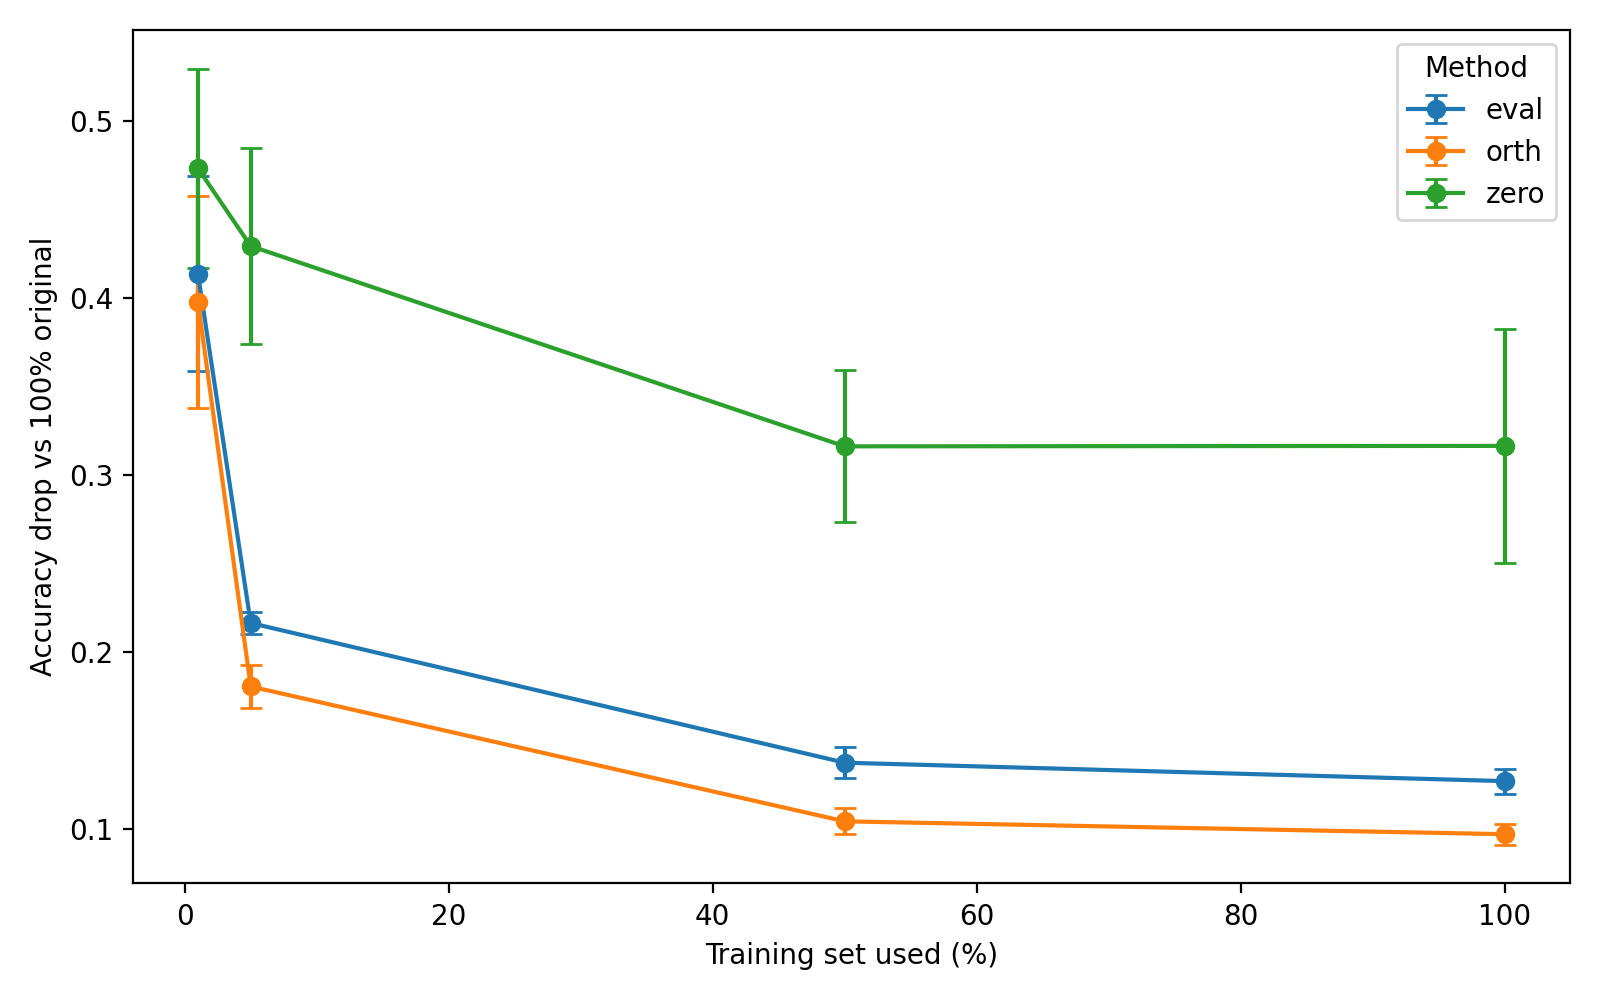 Method
eval
orth
zero
Accuracy drop vs 100% original
0.5
0.4
0.3
0.2
0.1
0
20
40
60
80
100
Training set used (%)